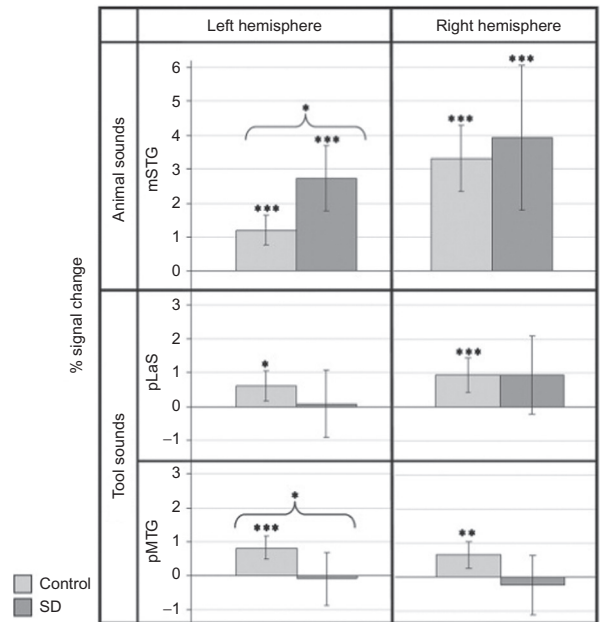 Left hemisphere
Right hemisphere
% signal change
Animal sounds
mSTG
6
5
4
3
2
1
0
*
***
***
***
***
Tool sounds
pLaS
3
2
1
0
−1
*
***
pMTG
3
2
1
0
−1
*
***
**
Control
SD